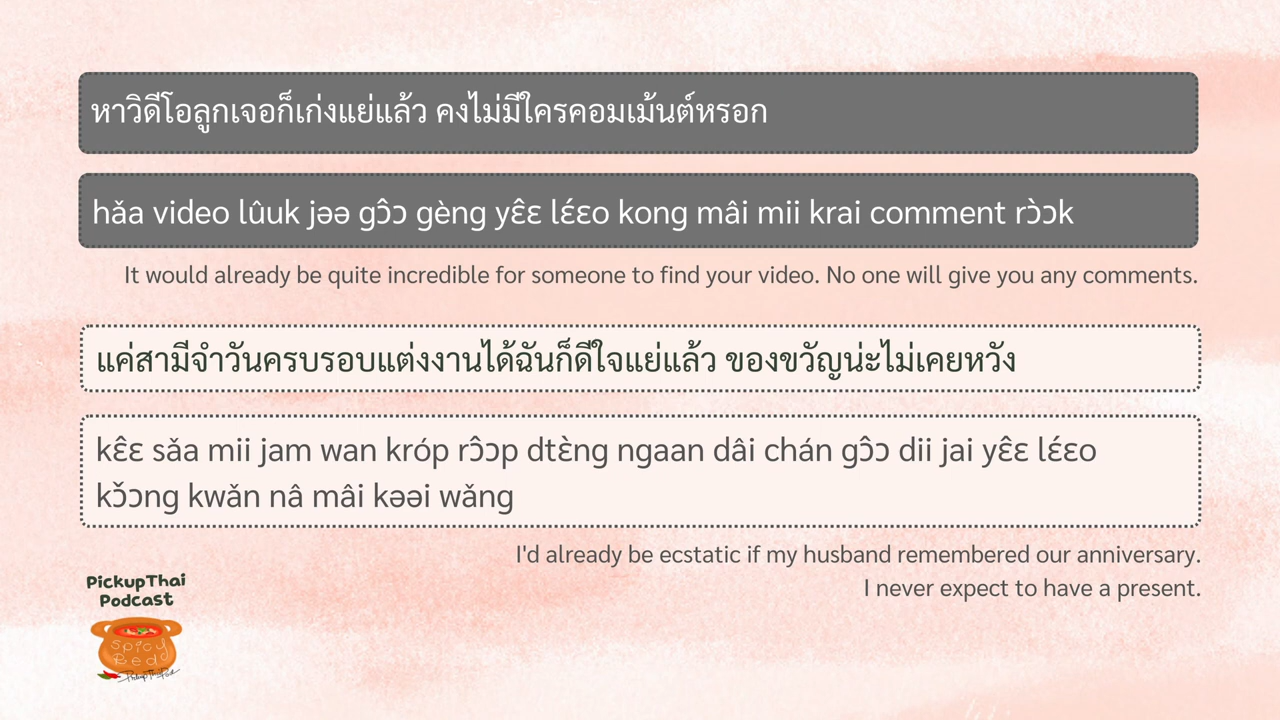 หาวิดีโอลูกเจอก็เก่งแย่แล้ว คงไม่มีใครคอมเม้นต์หรอก
hǎa video lûuk jəə gɔ̂ɔ gèng yɛ̂ɛ lɛ́ɛo kong mâi mii krai comment rɔ̀ɔk
It would already be quite incredible for someone to find your video. No one will give you any comments.
แค่สามีจำวันครบรอบแต่งงานได้ฉันก็ดีใจแย่แล้ว ของขวัญน่ะไม่เคยหวัง
kɛ̂ɛ sǎa mii jam wan króp rɔ̂ɔp dtɛ̀ng ngaan dâi chán gɔ̂ɔ dii jai yɛ̂ɛ lɛ́ɛo
kɔ̌ɔng kwǎn nâ mâi kəəi wǎng
I'd already be ecstatic if my husband remembered our anniversary.
I never expect to have a present.
PickupThai
Podcast
Spicy
Red
PickupThaiPod